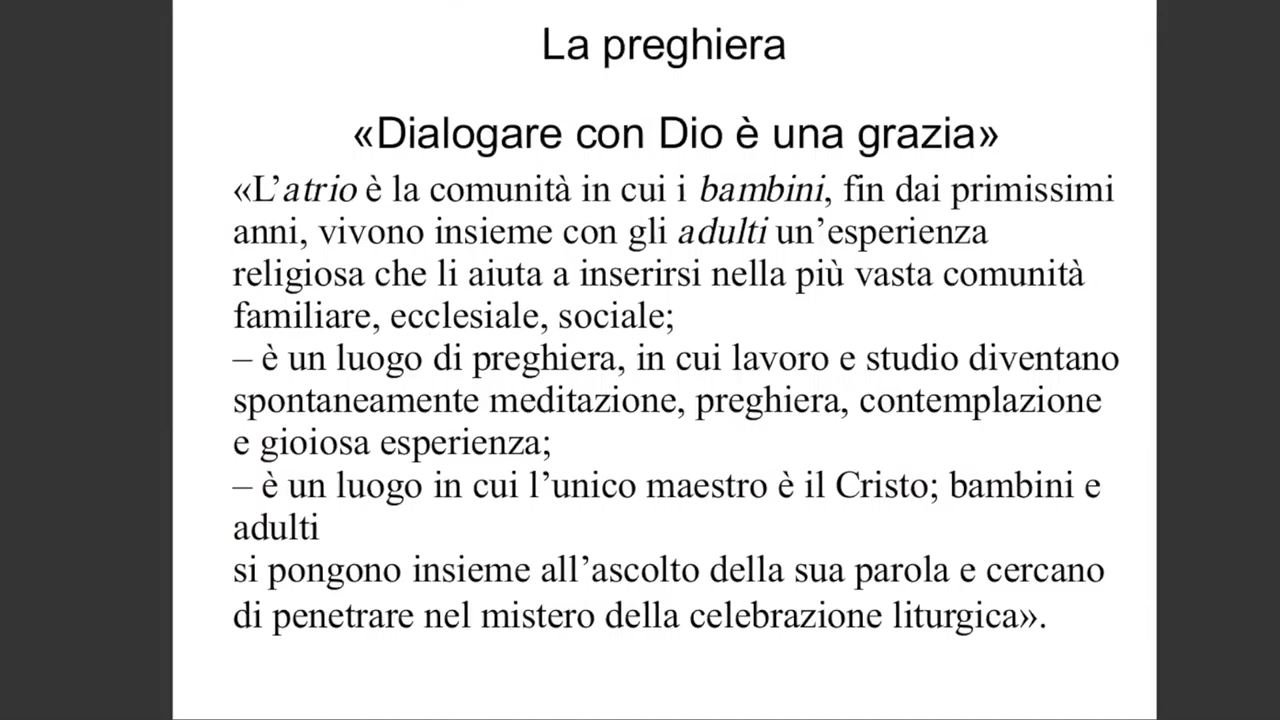 La preghiera
«Dialogare con Dio è una grazia»
«L’atrio è la comunità in cui i bambini, fin dai primissimi
anni, vivono insieme con gli adulti un’esperienza
religiosa che li aiuta a inserirsi nella più vasta comunità
familiare, ecclesiale, sociale;
– è un luogo di preghiera, in cui lavoro e studio diventano
spontaneamente meditazione, preghiera, contemplazione
e gioiosa esperienza;
– è un luogo in cui l’unico maestro è il Cristo; bambini e
adulti
si pongono insieme all’ascolto della sua parola e cercano
di penetrare nel mistero della celebrazione liturgica».